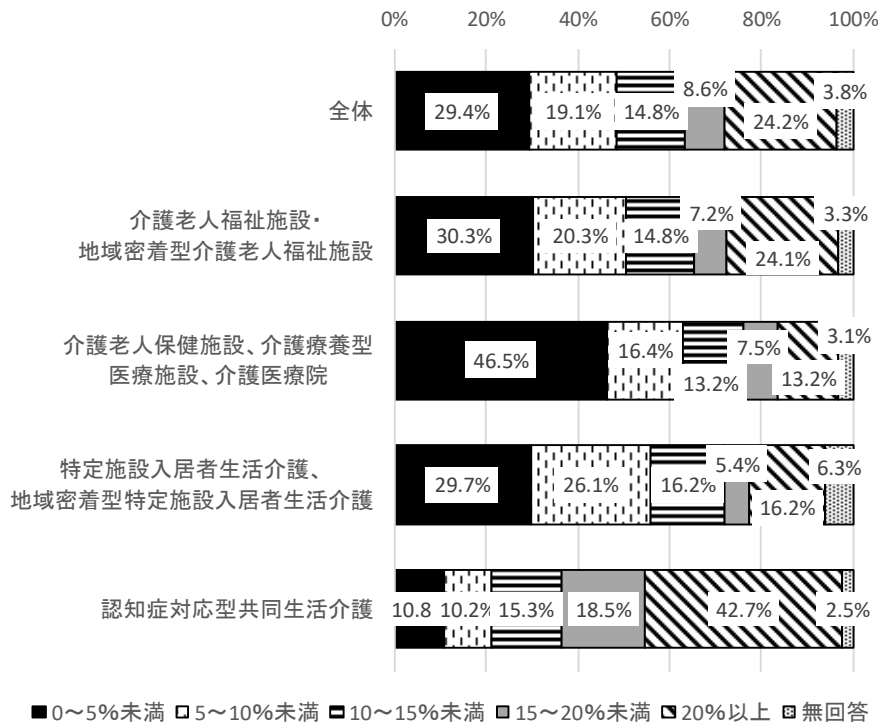 0% 20% 40% 60% 80% 100%
全体
29.4% 19.1% 14.8% 8.6% 24.2% 3.8%
介護老人福祉施設・
地域密着型介護老人福祉施設
30.3% 20.3% 14.8% 7.2% 24.1% 3.3%
介護老人保健施設、介護療養型
医療施設、介護医療院
46.5% 16.4% 13.2% 7.5% 13.2% 3.1%
特定施設入居者生活介護、
地域密着型特定施設入居者生活介護
29.7% 26.1% 16.2% 5.4% 16.2% 6.3%
認知症対応型共同生活介護
10.8 10.2% 15.3% 18.5% 42.7% 2.5%
0～5%未満 5～10%未満 10～15%未満 15～20%未満 20%以上 無回答